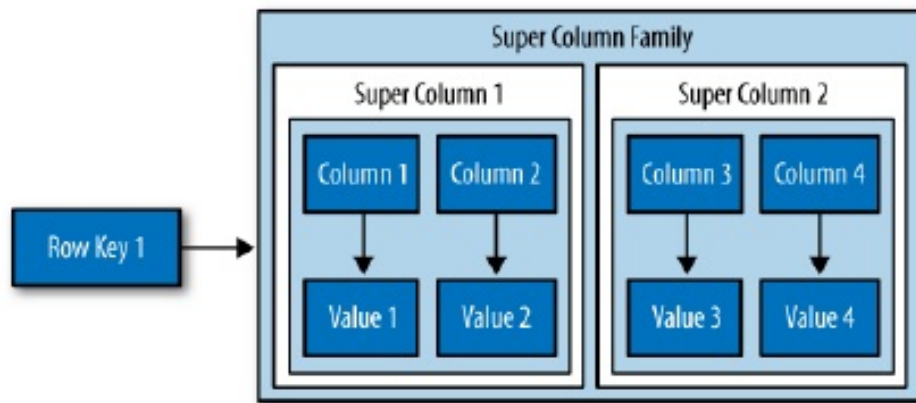 Super Column Family
Super Column 1
Super Column 2
Column 1
Column 2
Column 3
Column 4
Row Key 1
Value 1
Value 2
Value 3
Value 4